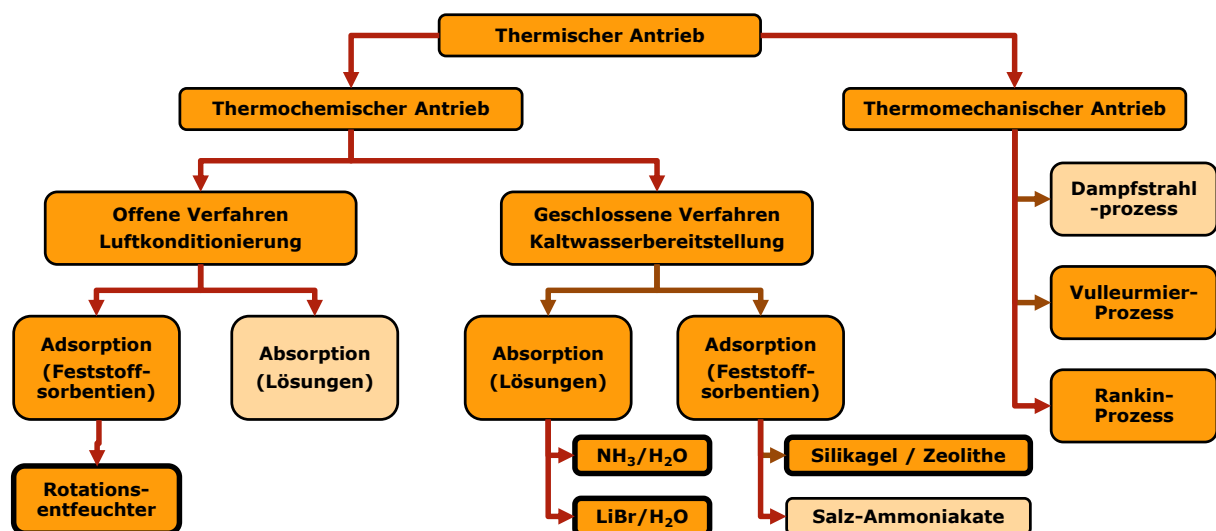 Thermischer Antrieb
Thermochemischer Antrieb
Thermomechanischer Antrieb
Offene Verfahren
Luftkonditionierung
Geschlossene Verfahren
Kaltwasserbereitstellung
Dampfstrahl
-prozess
Vulleurmier-
Prozess
Rankin-
Prozess
Adsorption
(Feststoff-
sorbentien)
Absorption
(Lösungen)
Absorption
(Lösungen)
Adsorption
(Feststoff-
sorbentien)
Rotations-
entfeuchter
NH₃/H₂O
LiBr/H₂O
Silikagel / Zeolithe
Salz-Ammoniakate